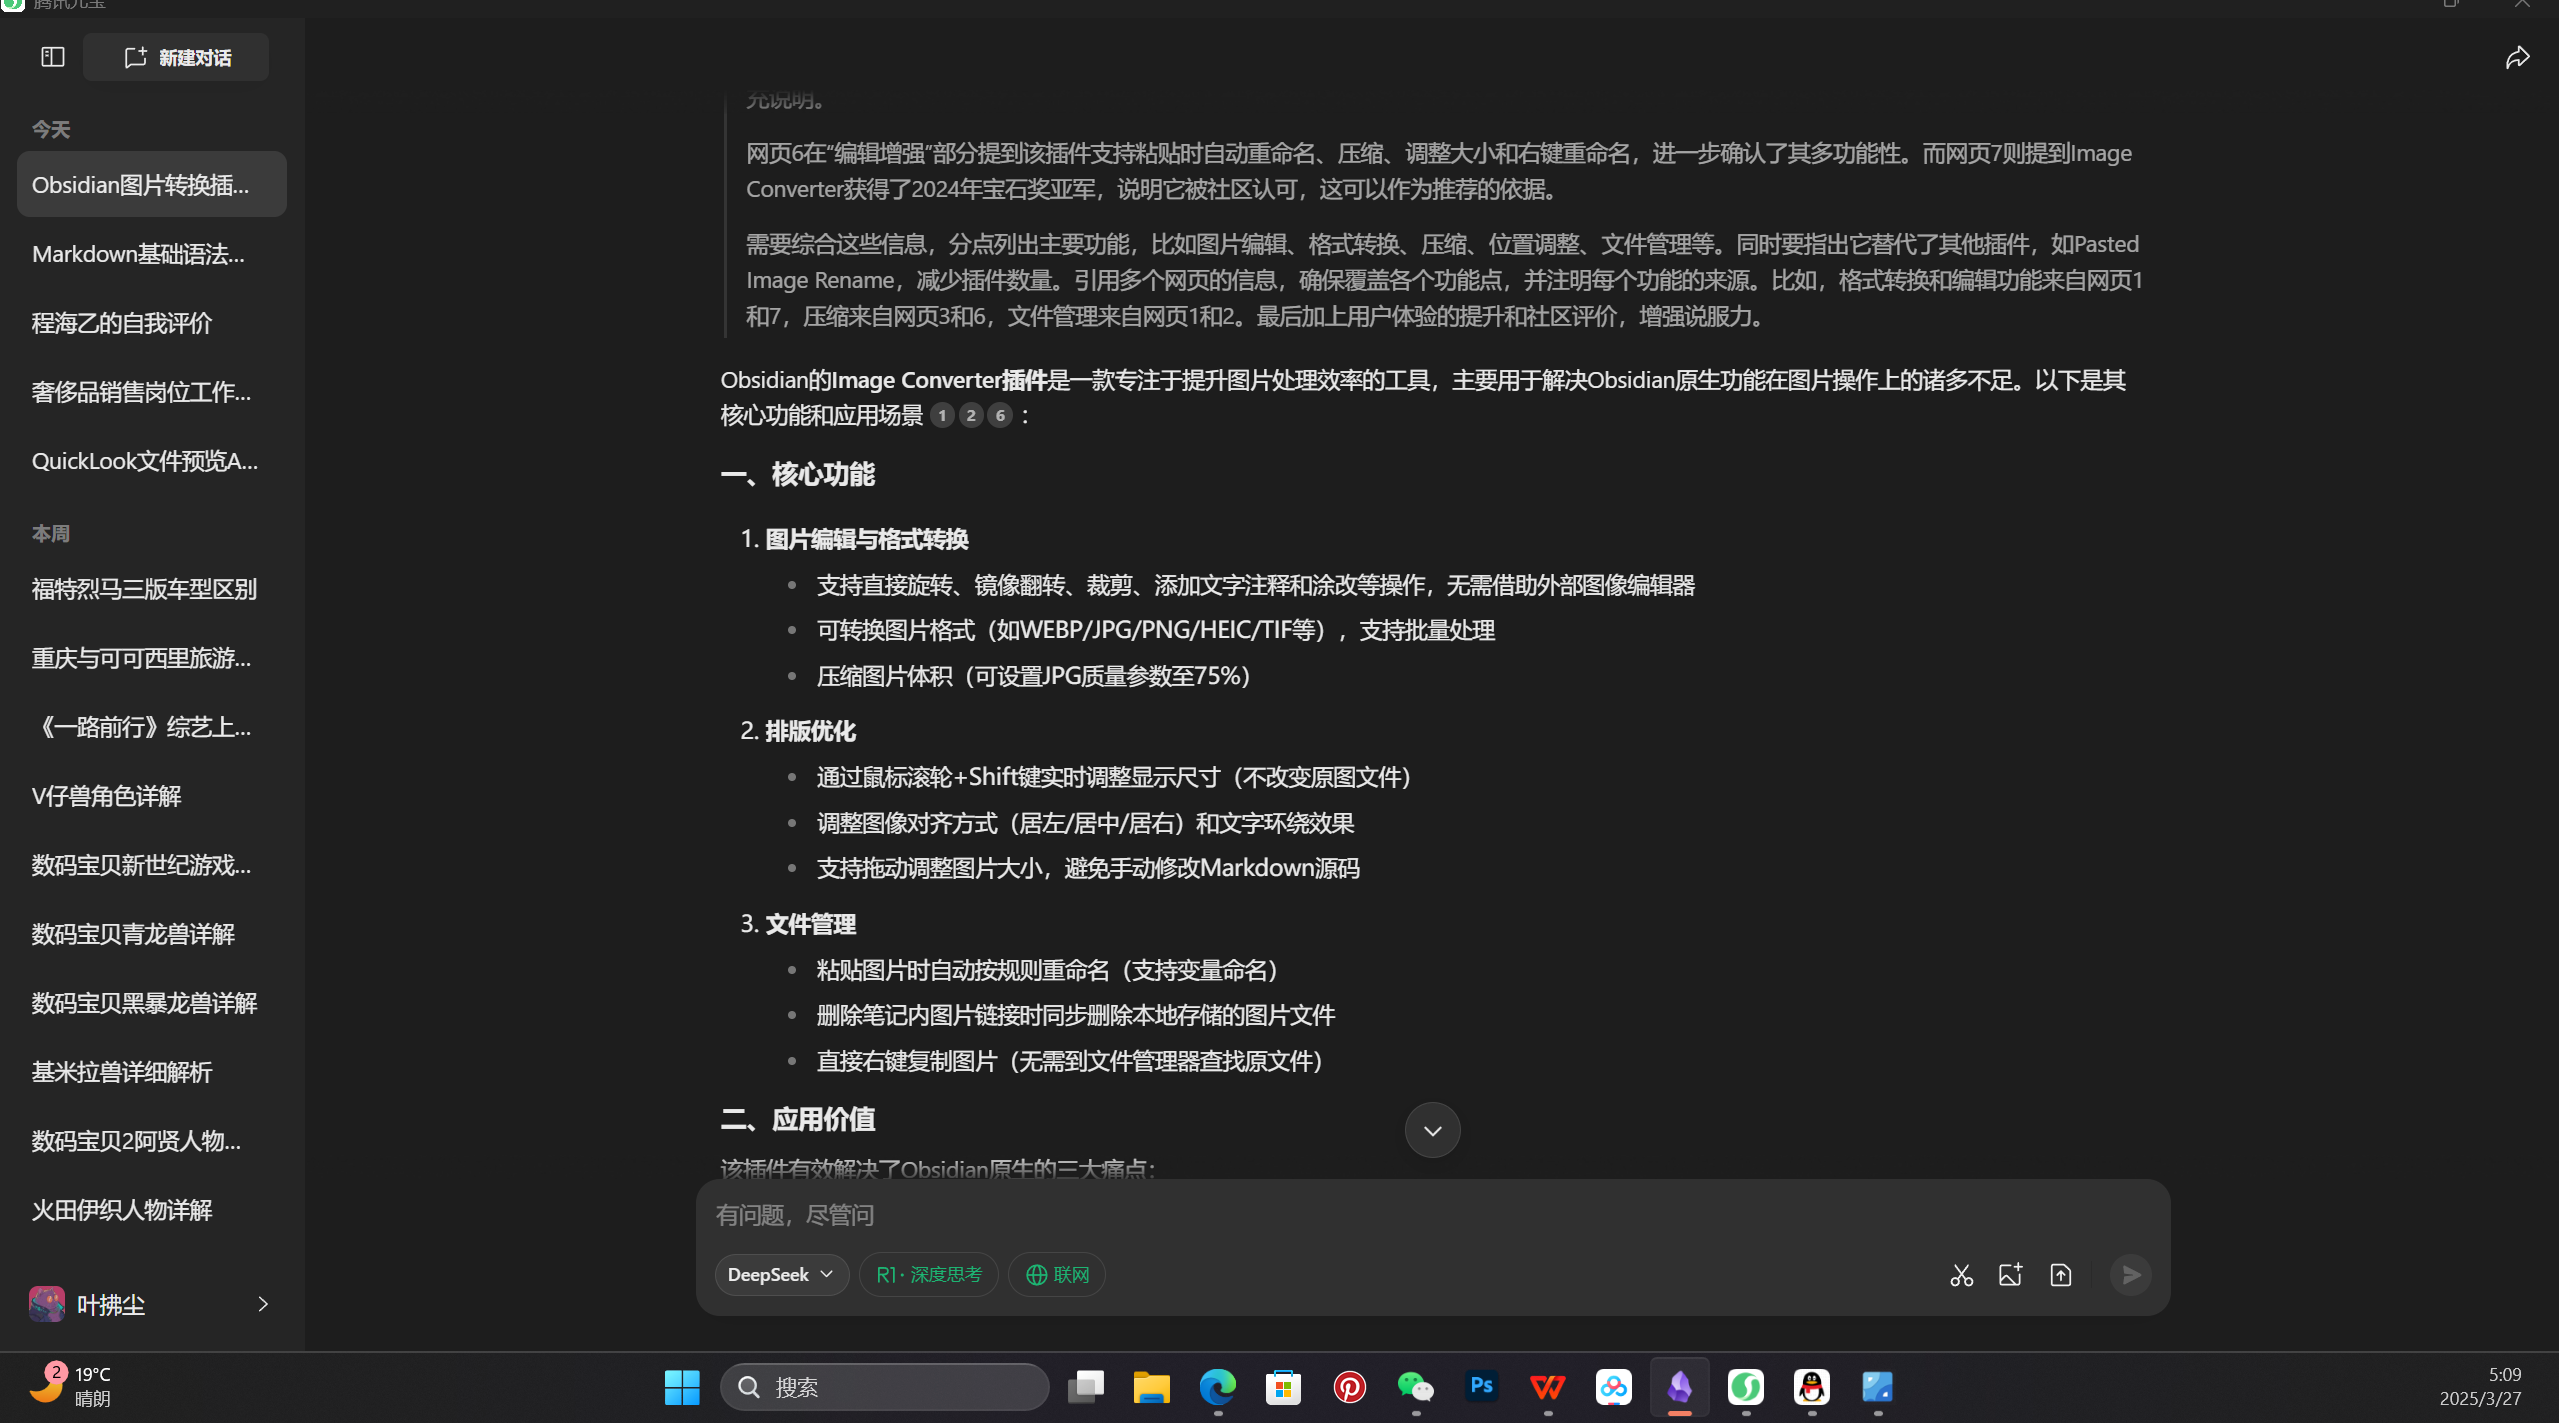 腾讯元宝
新建对话
今天
Obsidian图片转换插...
Markdown基础语法...
程海乙的自我评价
奢侈品销售岗位工作...
QuickLook文件预览A...
本周
福特烈马三版车型区别
重庆与可可西里旅游...
《一路前行》综艺上...
V仔兽角色详解
数码宝贝新世纪游戏...
数码宝贝青龙兽详解
数码宝贝黑暴龙兽详解
基米拉兽详细解析
数码宝贝2阿贤人物...
火田伊织人物详解
叶拂尘
充说明。
网页6在“编辑增强”部分提到该插件支持粘贴时自动重命名、压缩、调整大小和右键重命名，进一步确认了其多功能性。而网页7则提到Image
Converter获得了2024年宝石奖亚军，说明它被社区认可，这可以作为推荐的依据。
需要综合这些信息，分点列出主要功能，比如图片编辑、格式转换、压缩、位置调整、文件管理等。同时要指出它替代了其他插件，如Pasted
Image Rename，减少插件数量。引用多个网页的信息，确保覆盖各个功能点，并注明每个功能的来源。比如，格式转换和编辑功能来自网页1
和7，压缩来自网页3和6，文件管理来自网页1和2。最后加上用户体验的提升和社区评价，增强说服力。
Obsidian的Image Converter插件是一款专注于提升图片处理效率的工具，主要用于解决Obsidian原生功能在图片操作上的诸多不足。以下是其
核心功能和应用场景 1 2 6 ：
一、核心功能
1. 图片编辑与格式转换
• 支持直接旋转、镜像翻转、裁剪、添加文字注释和涂改等操作，无需借助外部图像编辑器
• 可转换图片格式（如WEBP/JPG/PNG/HEIC/TIF等），支持批量处理
• 压缩图片体积（可设置JPG质量参数至75%）
2. 排版优化
• 通过鼠标滚轮+Shift键实时调整显示尺寸（不改变原图文件）
• 调整图像对齐方式（居左/居中/居右）和文字环绕效果
• 支持拖动调整图片大小，避免手动修改Markdown源码
3. 文件管理
• 粘贴图片时自动按规则重命名（支持变量命名）
• 删除笔记内图片链接时同步删除本地存储的图片文件
• 直接右键复制图片（无需到文件管理器查找原文件）
二、应用价值
该插件有效解决了Obsidian原生的三大痛点：
有问题，尽管问
DeepSeek
R1 · 深度思考
联网
2
19°C
晴朗
搜索
Ps
5:09
2025/3/27